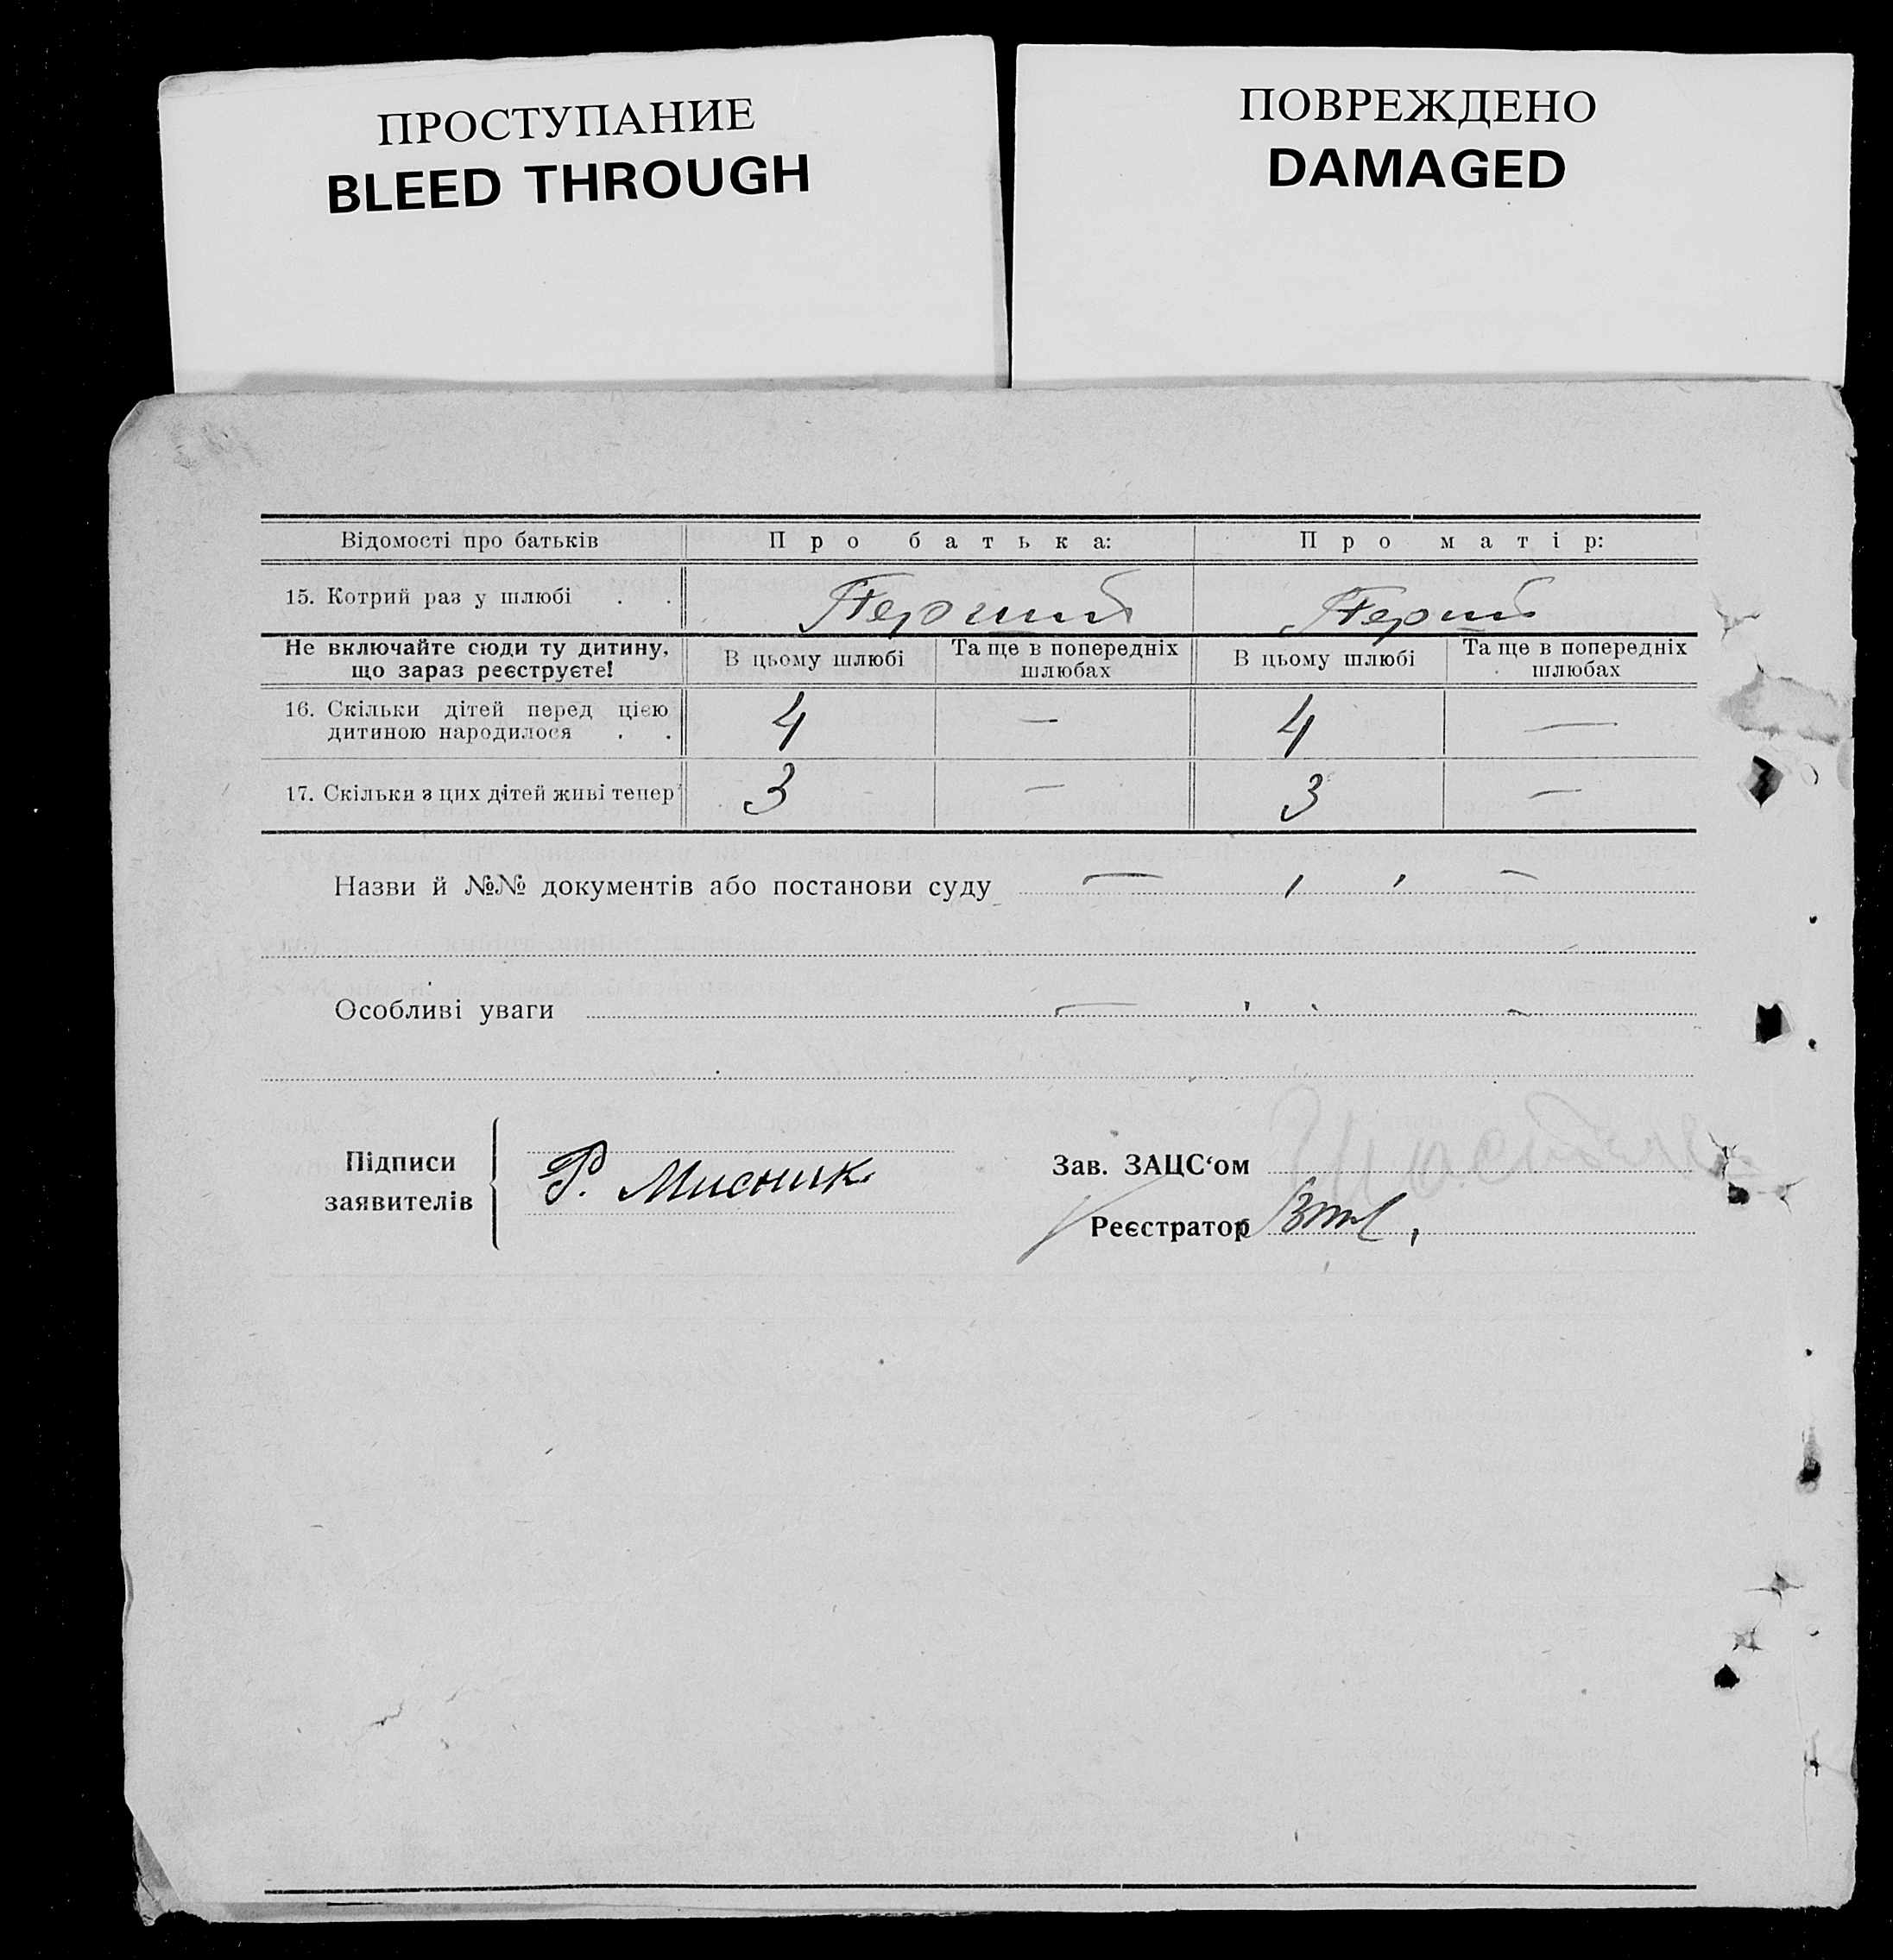 ПРОСТУПАНИЕ
BLEED THROUGH
ПОВРЕЖДЕНО
DAMAGED
Відомості про батьків Про батька: Про матір:
15. Котрий раз у шлюбі . . Перший Перший
Не включайте сюди ту дитину, що зараз реєструєте! В цьому шлюбі Та ще в попередніх шлюбах В цьому шлюбі Та ще в попередніх шлюбах
16. Скільки дітей перед цією
дитиною народилося . . 4 — 4 —
17. Скільки з цих дітей живі тепер 3 — 3 —
Назви й №№ документів або постанови суду
Особливі уваги
Підписи
заявителів
Р. Мисник
Зав. ЗАЦС'ом
Реєстратор